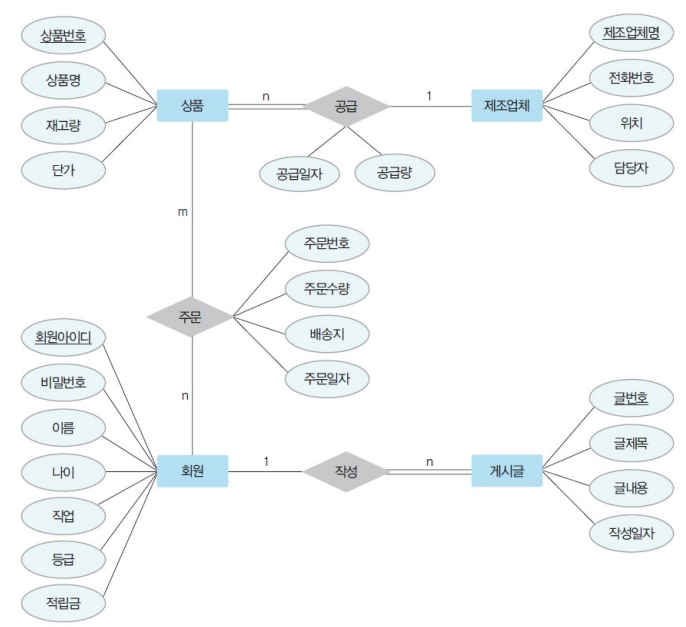 상품번호
상품명
재고량
단가
상품
n
공급
1
제조업체
제조업체명
전화번호
위치
담당자
공급일자
공급량
m
주문
주문번호
주문수량
배송지
주문일자
n
회원아이디
비밀번호
이름
나이
직업
등급
적립금
회원
1
작성
n
게시글
글번호
글제목
글내용
작성일자